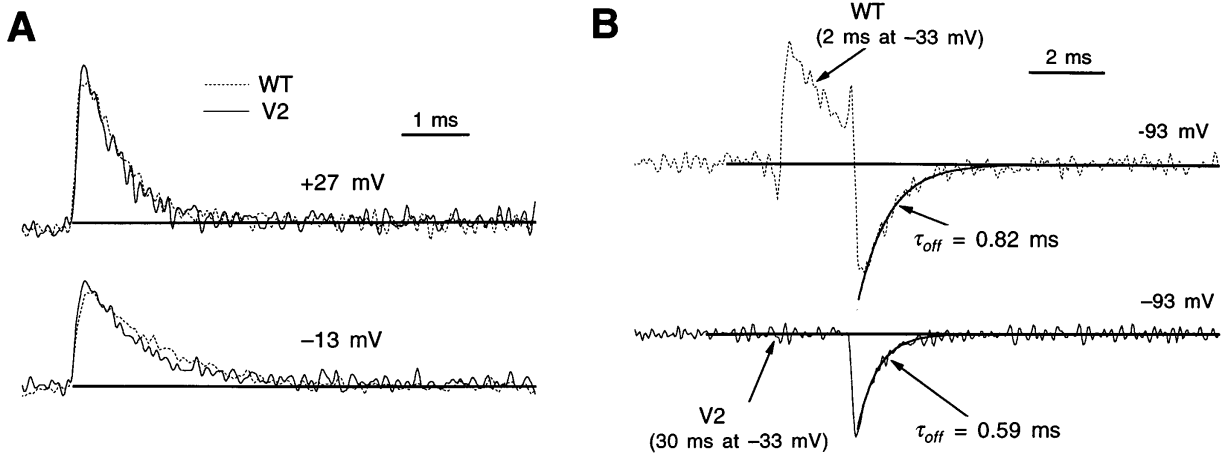 A
WT
V2
1 ms
+27 mV
–13 mV
B
WT
(2 ms at –33 mV)
2 ms
-93 mV
τoff = 0.82 ms
–93 mV
V2
(30 ms at –33 mV)
τoff = 0.59 ms